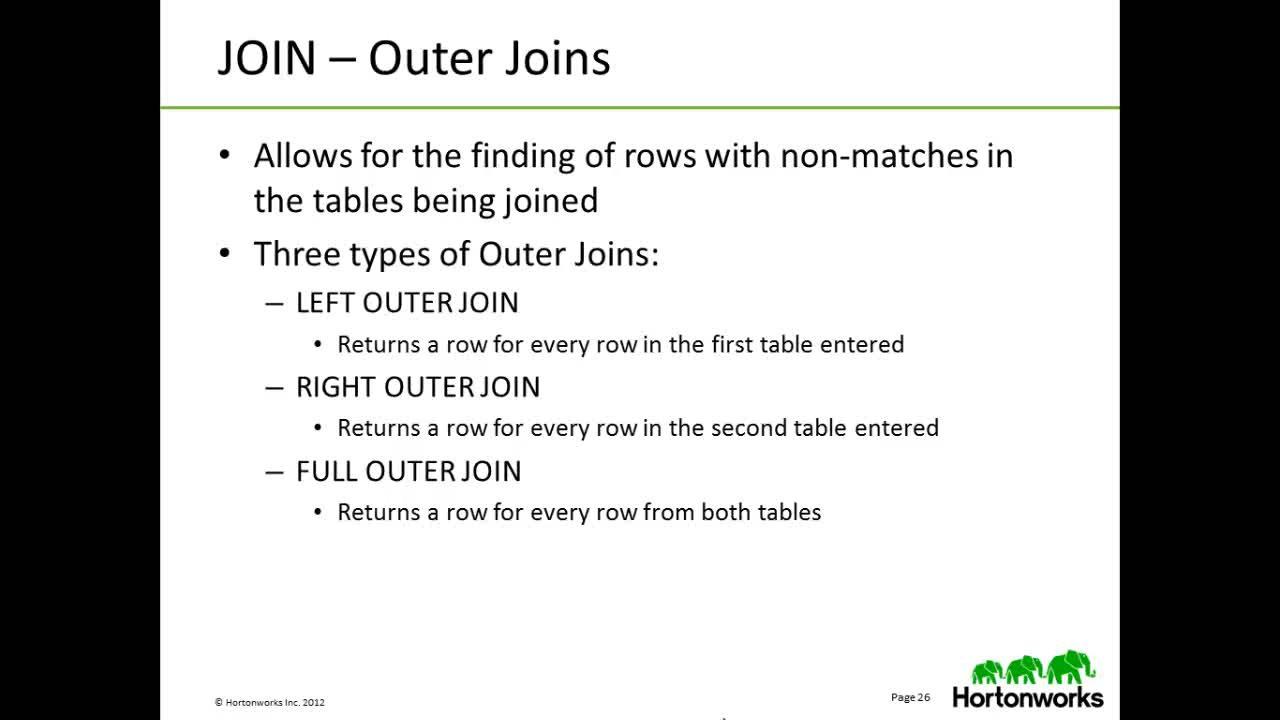 JOIN – Outer Joins
• Allows for the finding of rows with non-matches in
the tables being joined
• Three types of Outer Joins:
– LEFT OUTER JOIN
• Returns a row for every row in the first table entered
– RIGHT OUTER JOIN
• Returns a row for every row in the second table entered
– FULL OUTER JOIN
• Returns a row for every row from both tables
© Hortonworks Inc. 2012
Page 26
Hortonworks